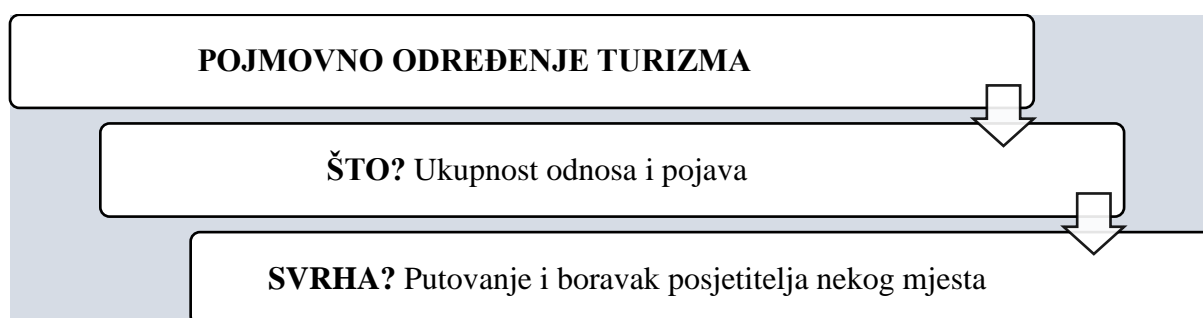 POJMOVNO ODREĐENJE TURIZMA
ŠTO? Ukupnost odnosa i pojava
SVRHA? Putovanje i boravak posjetitelja nekog mjesta